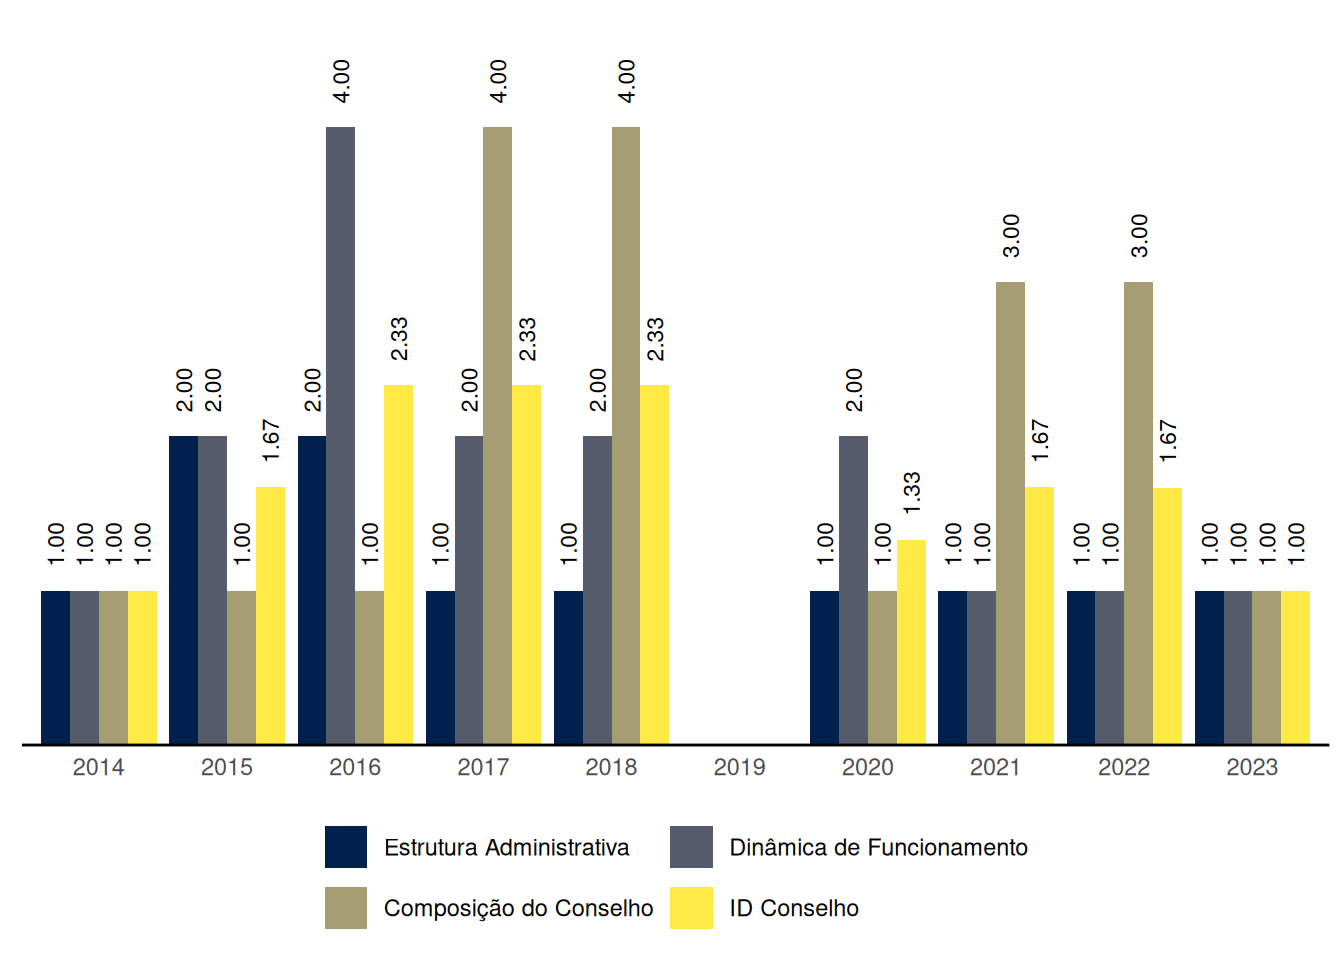 4.00 4.00 4.00
3.00 3.00
2.33 2.33 2.33
2.00 2.00 2.00 2.00 2.00 2.00
1.67 1.67 1.67
1.33
1.00 1.00 1.00 1.00 1.00 1.00 1.00 1.00 1.00 1.00 1.00 1.00 1.00 1.00 1.00 1.00 1.00 1.00
2014 2015 2016 2017 2018 2019 2020 2021 2022 2023
Estrutura Administrativa Dinâmica de Funcionamento
Composição do Conselho ID Conselho